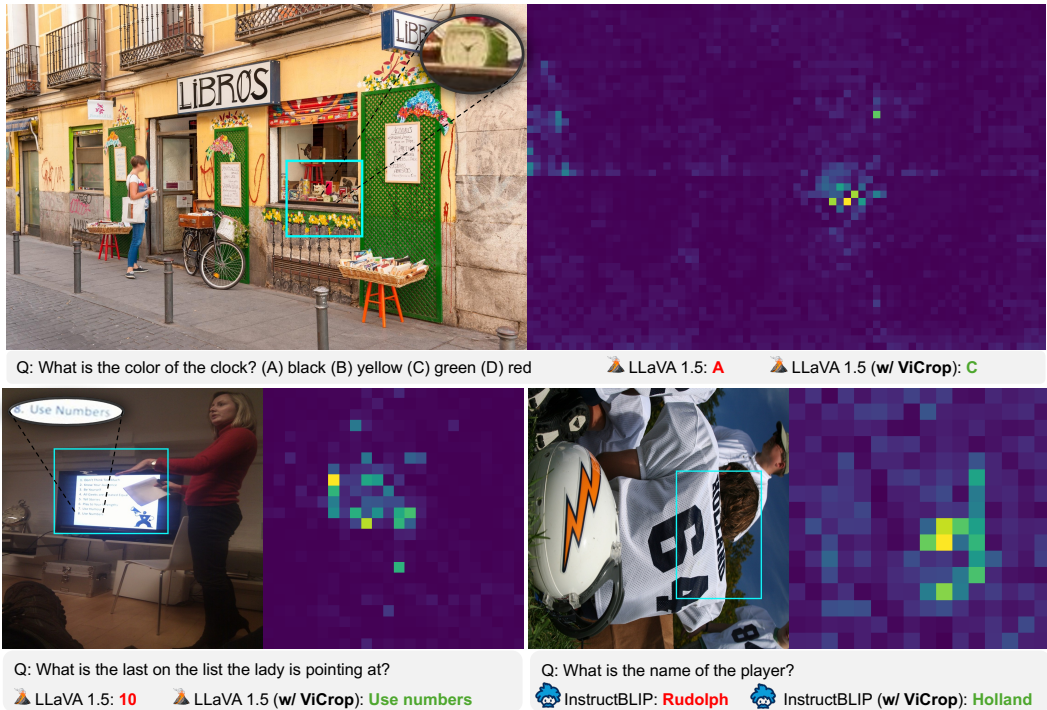 LIBROS
LIBR
Q: What is the color of the clock? (A) black (B) yellow (C) green (D) red
LLaVA 1.5: A
LLaVA 1.5 (w/ ViCrop): C
8. Use Numbers
Q: What is the last on the list the lady is pointing at?
LLaVA 1.5: 10
LLaVA 1.5 (w/ ViCrop): Use numbers
64
Q: What is the name of the player?
InstructBLIP: Rudolph
InstructBLIP (w/ ViCrop): Holland